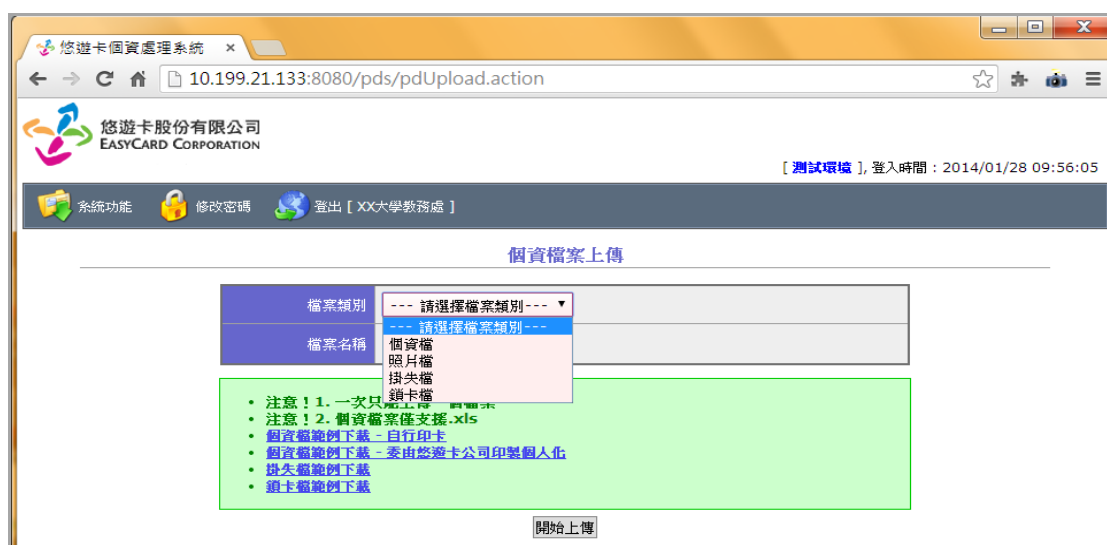 悠遊卡個資處理系統
10.199.21.133:8080/pds/pdUpload.action
悠遊卡股份有限公司
EASYCARD CORPORATION
[ 測試環境 ], 登入時間：2014/01/28 09:56:05
系統功能 修改密碼 登出 [ XX大學教務處 ]
個資檔案上傳
檔案類別 --- 請選擇檔案類別---
--- 請選擇檔案類別---
檔案名稱
個資檔
照片檔
掛失檔
鎖卡檔
注意！1. 一次只
注意！2. 個資檔案僅支援.xls
個資檔範例下載 - 自行印卡
個資檔範例下載 - 委由悠遊卡公司印製個人化
掛失檔範例下載
鎖卡檔範例下載
開始上傳